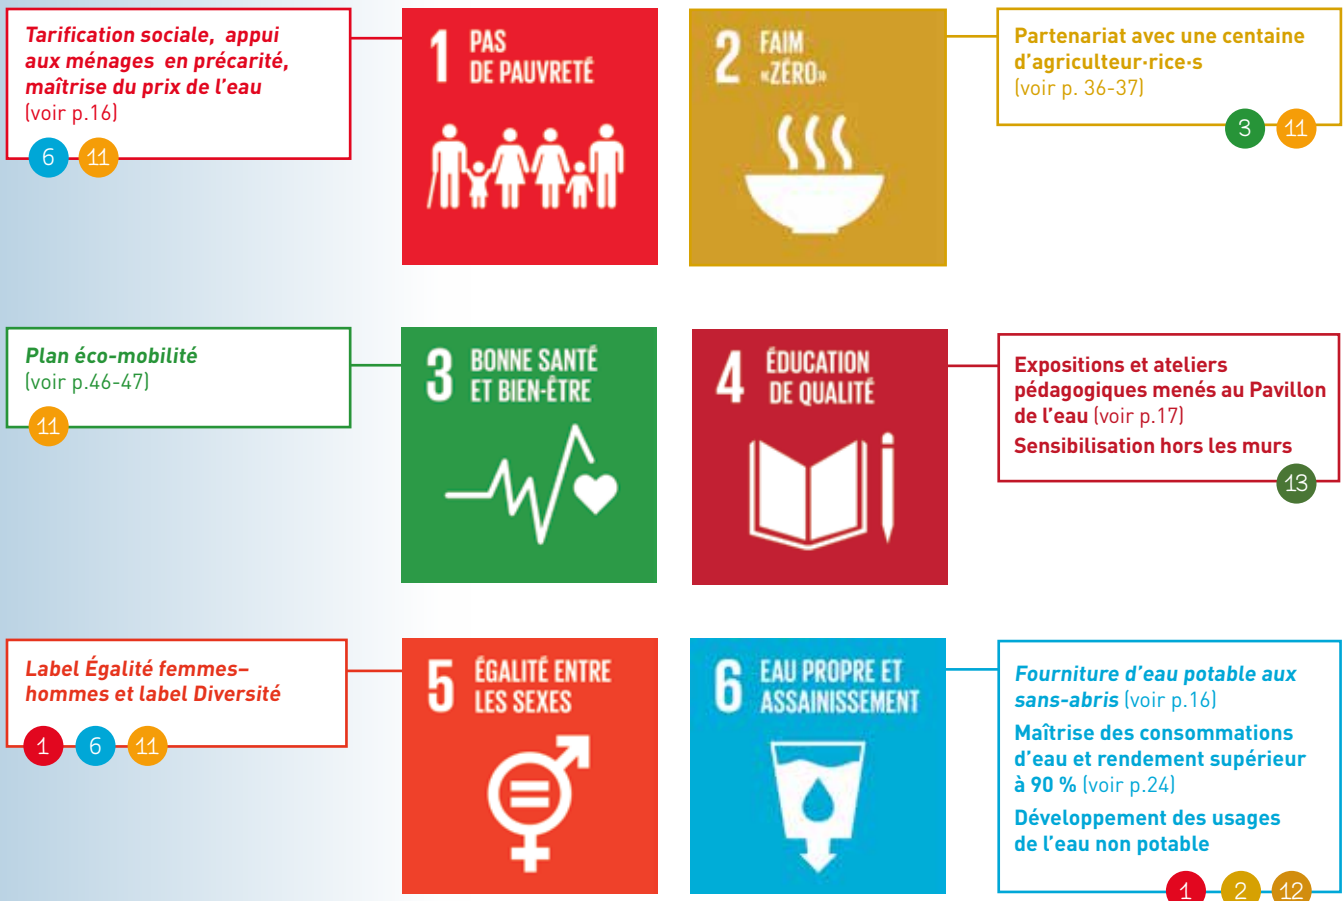 Tarification sociale, appui
aux ménages en précarité,
maîtrise du prix de l'eau
(voir p.16)
6 11
1 PAS
DE PAUVRETÉ
2 FAIM
«ZÉRO»
Partenariat avec une centaine
d'agriculteur·rice·s
(voir p. 36-37)
3 11
Plan éco-mobilité
(voir p.46-47)
11
3 BONNE SANTÉ
ET BIEN-ÊTRE
4 ÉDUCATION
DE QUALITÉ
Expositions et ateliers
pédagogiques menés au Pavillon
de l'eau (voir p.17)
Sensibilisation hors les murs
13
Label Égalité femmes–
hommes et label Diversité
1 6 11
5 ÉGALITÉ ENTRE
LES SEXES
6 EAU PROPRE ET
ASSAINISSEMENT
Fourniture d'eau potable aux
sans-abris (voir p.16)
Maîtrise des consommations
d'eau et rendement supérieur
à 90 % (voir p.24)
Développement des usages
de l'eau non potable
1 2 12